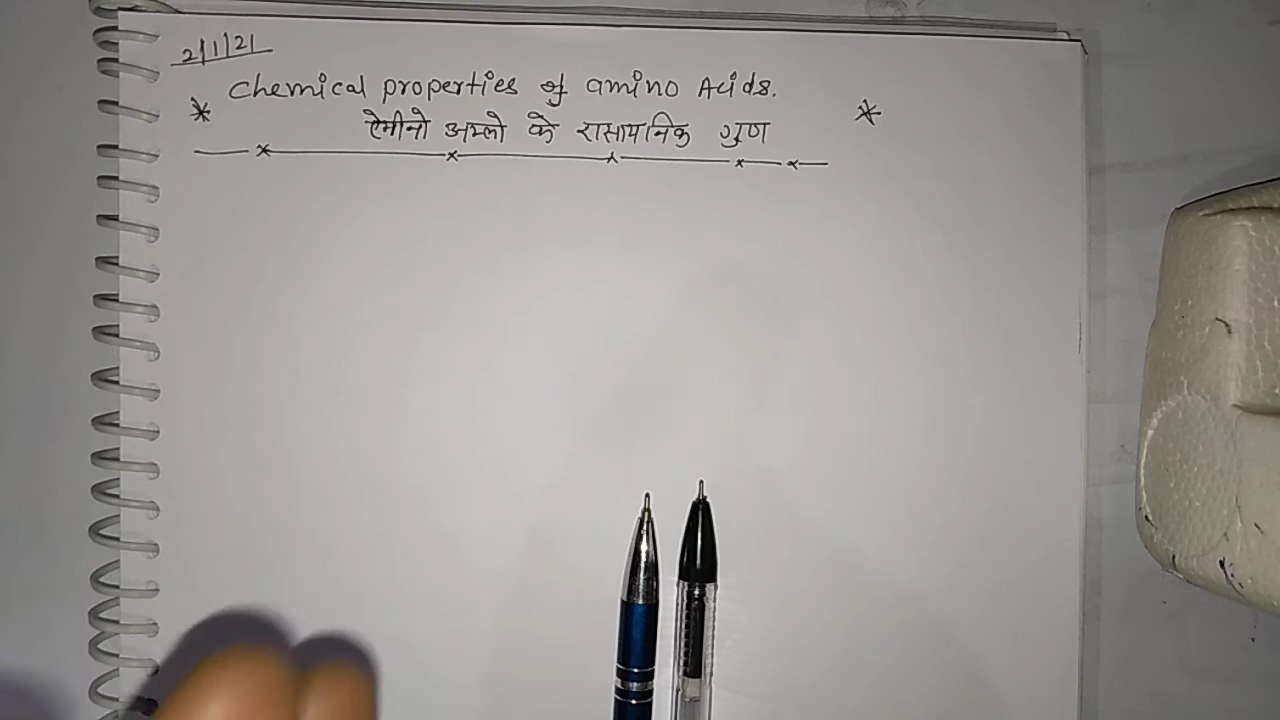 2/1/21
Chemical properties of amino Acids.
* ऐमीनो अम्लो के रासायनिक गुण *